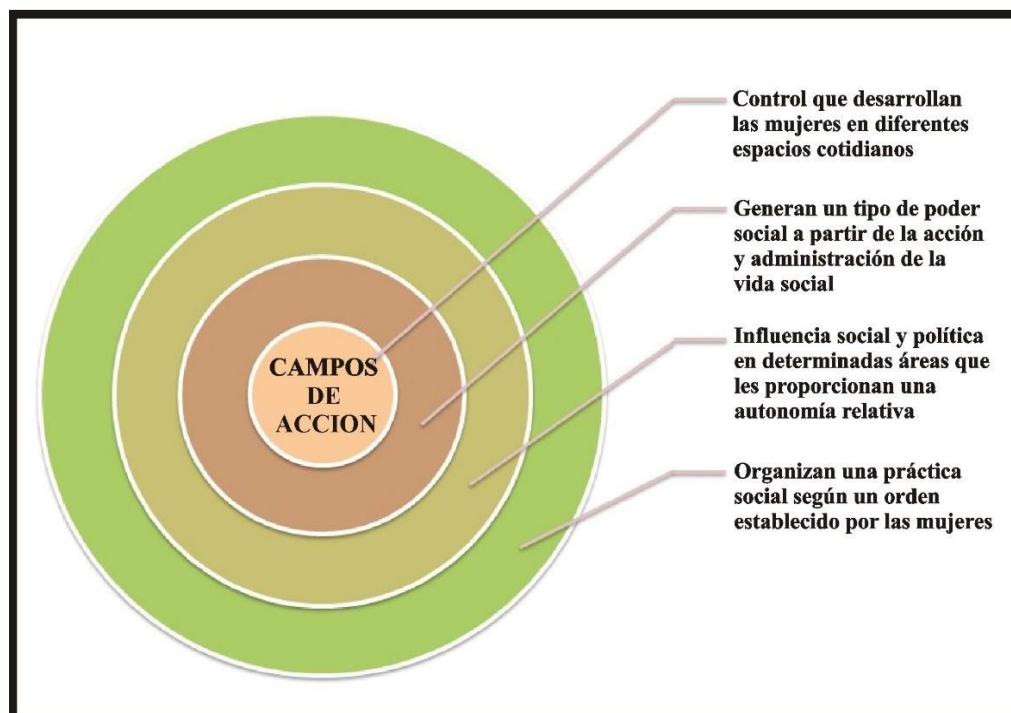 CAMPOS
DE
ACCION
Control que desarrollan
las mujeres en diferentes
espacios cotidianos
Generan un tipo de poder
social a partir de la acción
y administración de la
vida social
Influencia social y política
en determinadas áreas que
les proporcionan una
autonomía relativa
Organizan una práctica
social según un orden
establecido por las mujeres